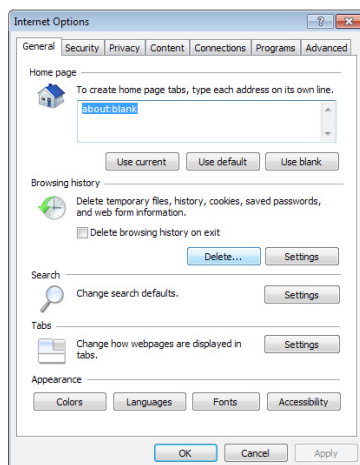 Internet Options
General Security Privacy Content Connections Programs Advanced
Home page
To create home page tabs, type each address on its own line.
about:blank
Use current Use default Use blank
Browsing history
Delete temporary files, history, cookies, saved passwords,
and web form information.
Delete browsing history on exit
Delete... Settings
Search
Change search defaults. Settings
Tabs
Change how webpages are displayed in
tabs. Settings
Appearance
Colors Languages Fonts Accessibility
OK Cancel Apply